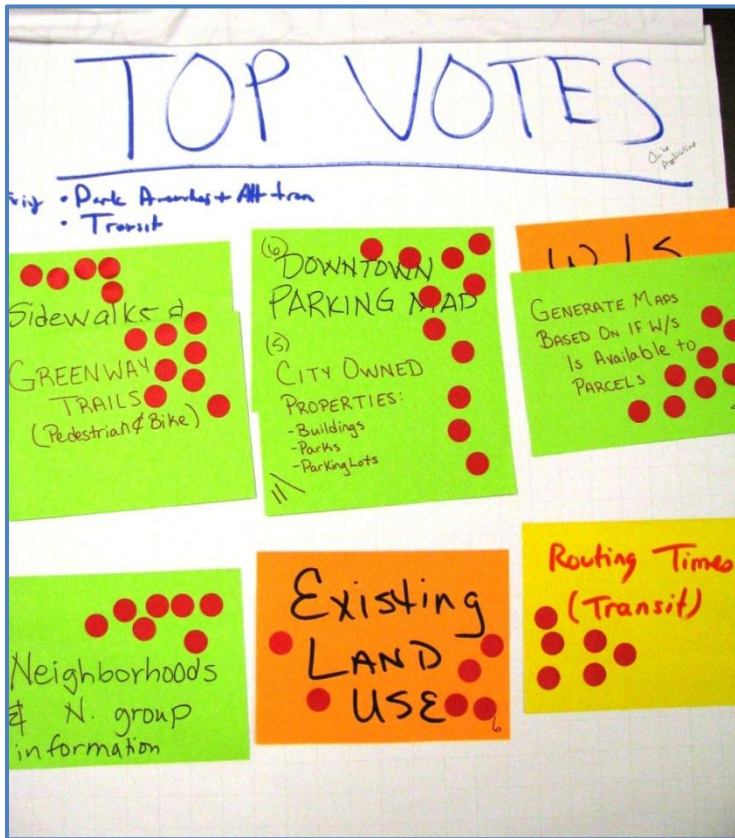 TOP VOTES
• Park Avenues + Alt tran
• Transit
Sidewalks &
GREENWAY
TRAILS
(Pedestrian & Bike)
(6)
DOWNTOWN
PARKING MAP
(5)
CITY OWNED
PROPERTIES:
-Buildings
-Parks
-Parking Lots
W/S
GENERATE MAPS
BASED ON IF W/S
Is Available to
PARCELS
Neighborhoods
& N. group
information
Existing
LAND
USE
6
Routing Times
(Transit)